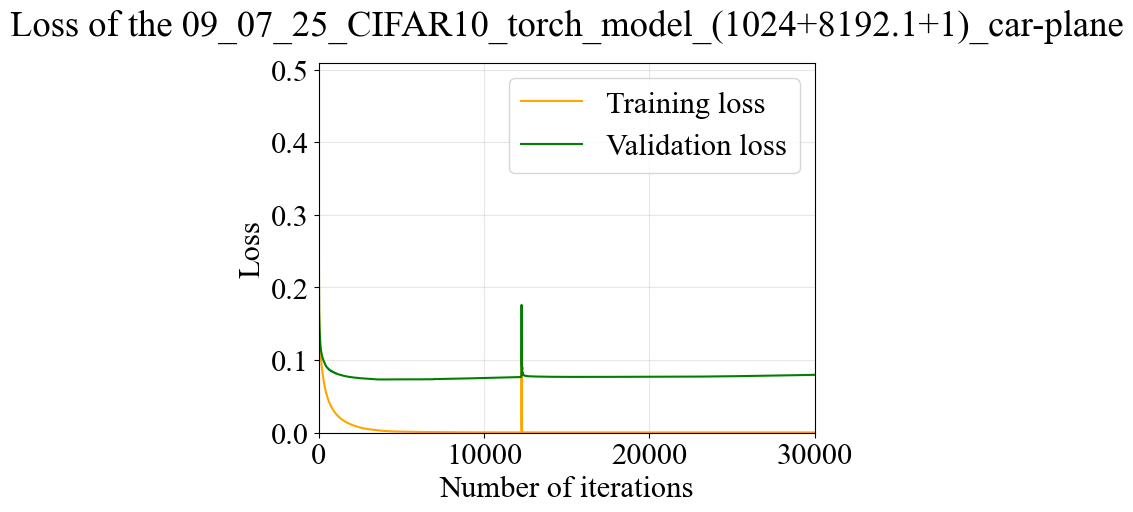 Loss of the 09_07_25_CIFAR10_torch_model_(1024+8192.1+1)_car-plane
0.5
0.4
0.3
0.2
0.1
0.0
Loss
Training loss
Validation loss
0 10000 20000 30000
Number of iterations